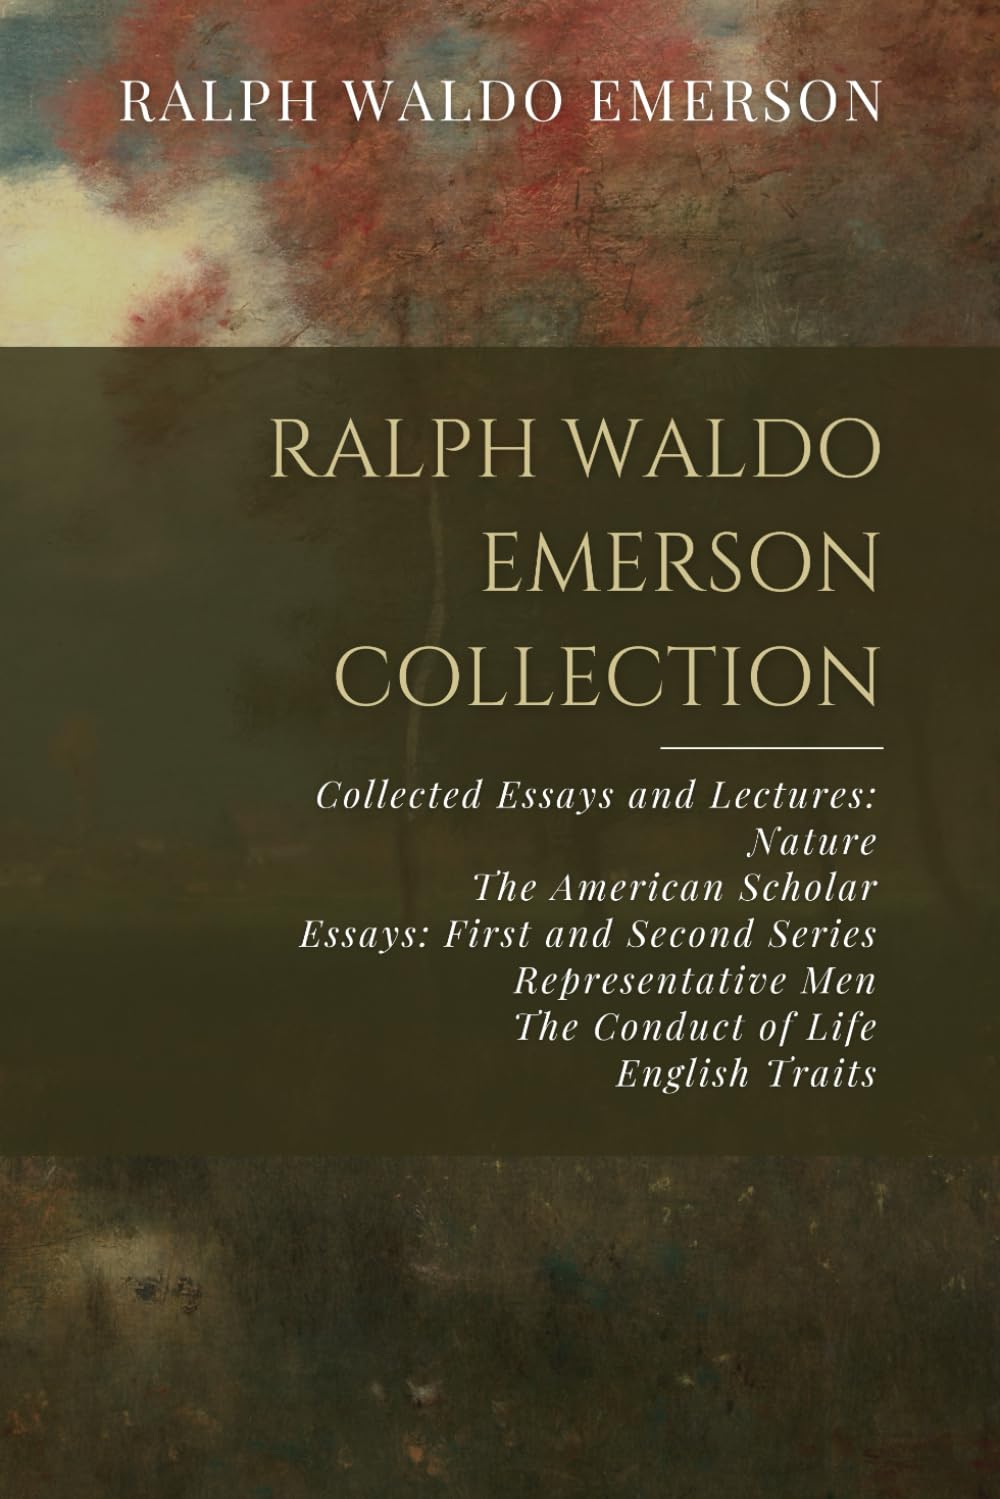 RALPH WALDO EMERSON
RALPH WALDO
EMERSON
COLLECTION
Collected Essays and Lectures:
Nature
The American Scholar
Essays: First and Second Series
Representative Men
The Conduct of Life
English Traits